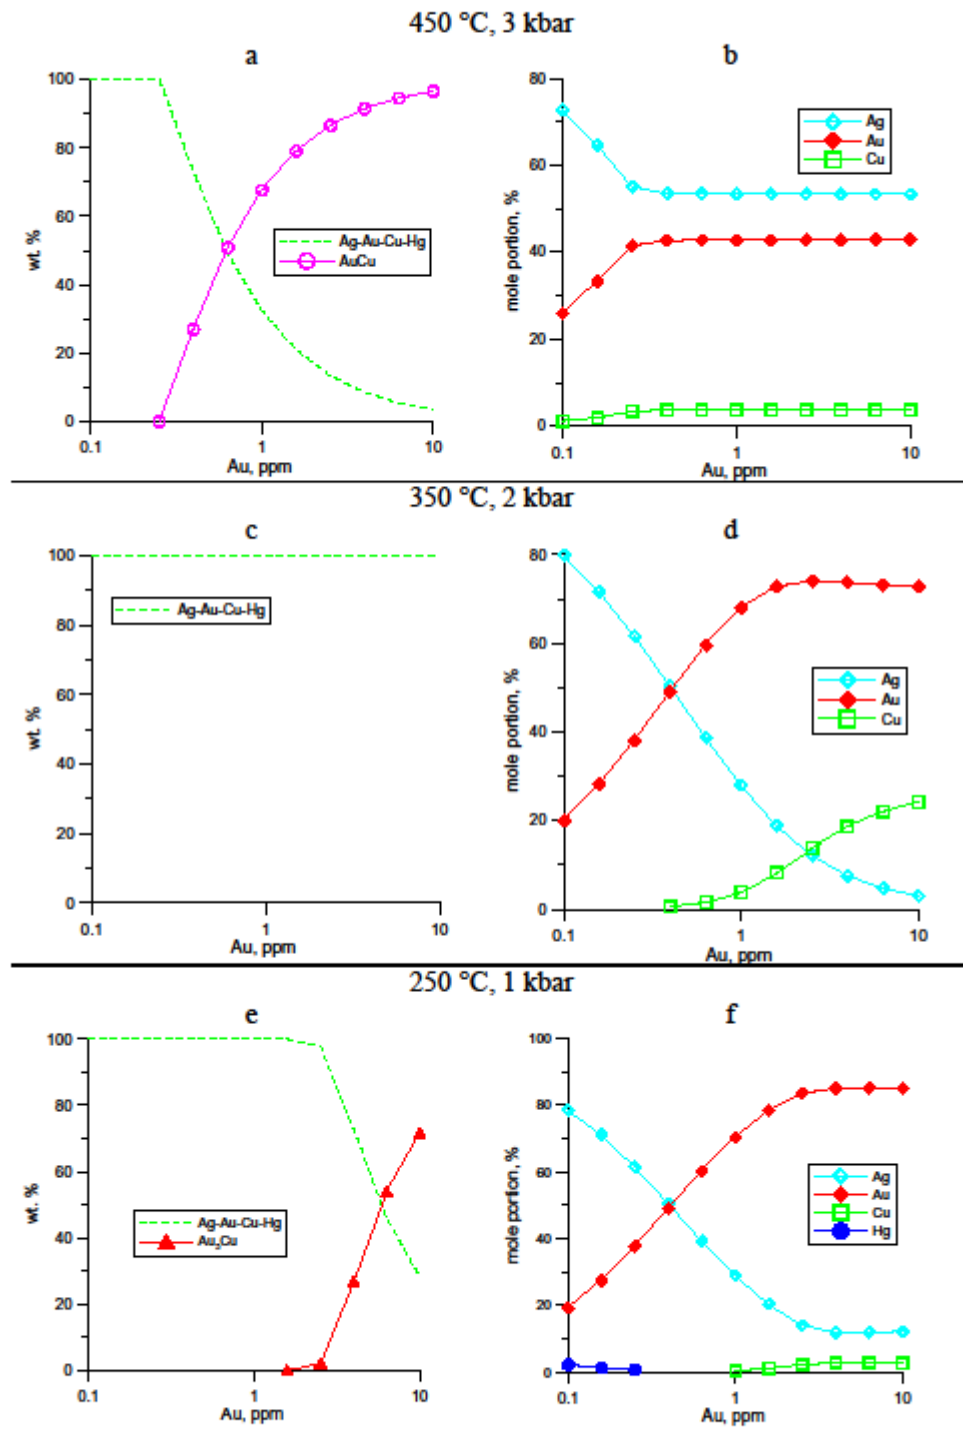 450 °C, 3 kbar
a
b
100
80
60
40
20
0
wt. %
Ag-Au-Cu-Hg
AuCu
0.1
1
10
Au, ppm
80
60
40
20
0
mole portion, %
Ag
Au
Cu
0.1
1
10
Au, ppm
350 °C, 2 kbar
c
d
100
80
60
40
20
0
wt. %
Ag-Au-Cu-Hg
0.1
1
10
Au, ppm
80
60
40
20
0
mole portion, %
Ag
Au
Cu
0.1
1
10
Au, ppm
250 °C, 1 kbar
e
f
100
80
60
40
20
0
wt. %
Ag-Au-Cu-Hg
Au₃Cu
0.1
1
10
Au, ppm
100
80
60
40
20
0
mole portion, %
Ag
Au
Cu
Hg
0.1
1
10
Au, ppm